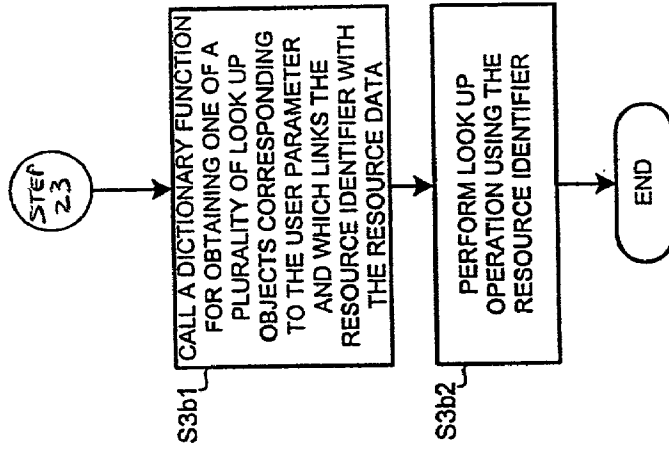 STEP
23
S3b1
CALL A DICTIONARY FUNCTION
FOR OBTAINING ONE OF A
PLURALITY OF LOOK UP
OBJECTS CORRESPONDING
TO THE USER PARAMETER
AND WHICH LINKS THE
RESOURCE IDENTIFIER WITH
THE RESOURCE DATA
S3b2
PERFORM LOOK UP
OPERATION USING THE
RESOURCE IDENTIFIER
END